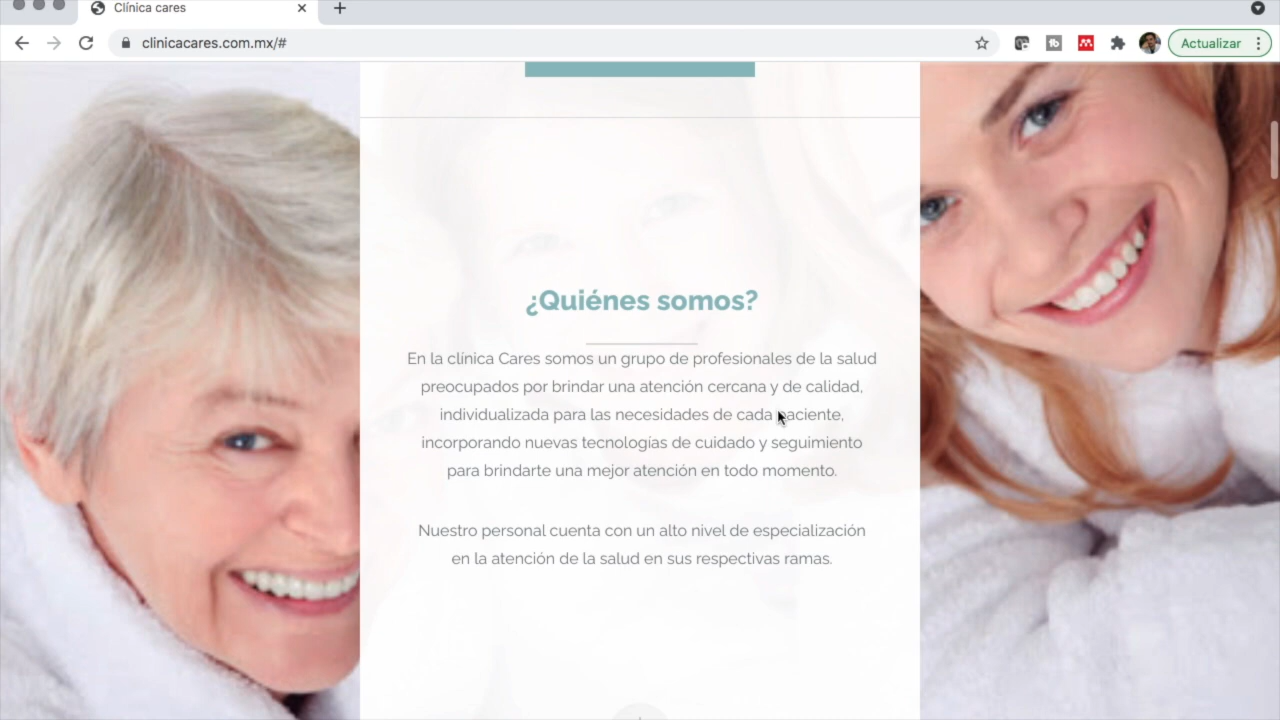 Clínica cares
clinicacares.com.mx/#
Actualizar
¿Quiénes somos?
En la clínica Cares somos un grupo de profesionales de la salud
preocupados por brindar una atención cercana y de calidad,
individualizada para las necesidades de cada paciente,
incorporando nuevas tecnologías de cuidado y seguimiento
para brindarte una mejor atención en todo momento.
Nuestro personal cuenta con un alto nivel de especialización
en la atención de la salud en sus respectivas ramas.